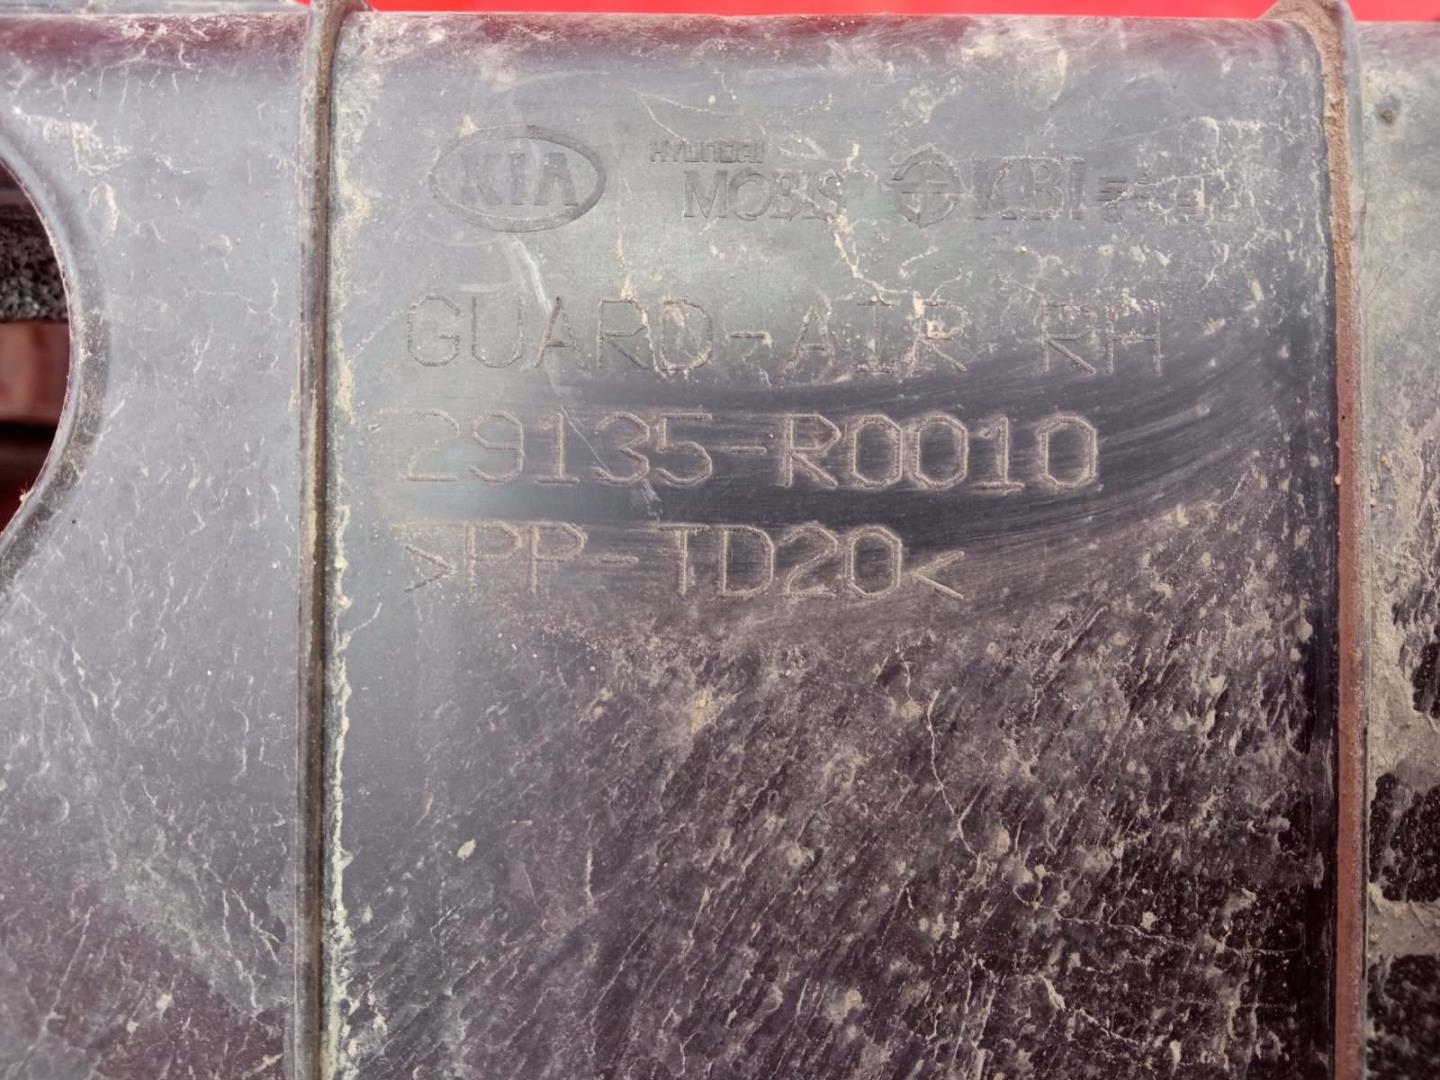 KIA HYUNDAI MOBIS KBI
GUARD-AIR RH
29135-R0010
>PP-TD20<